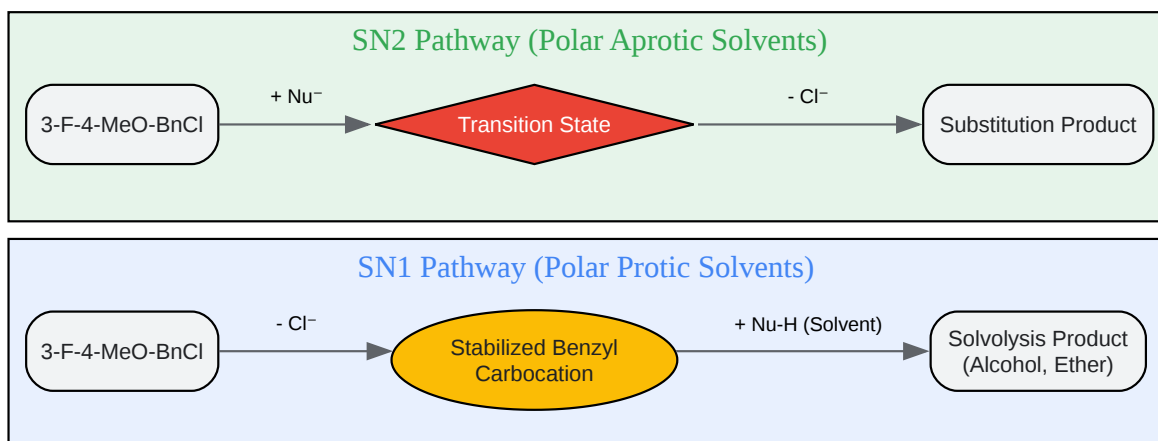 SN2 Pathway (Polar Aprotic Solvents)
3-F-4-MeO-BnCl
+ Nu⁻
Transition State
- Cl⁻
Substitution Product
SN1 Pathway (Polar Protic Solvents)
3-F-4-MeO-BnCl
- Cl⁻
Stabilized Benzyl
Carbocation
+ Nu-H (Solvent)
Solvolysis Product
(Alcohol, Ether)